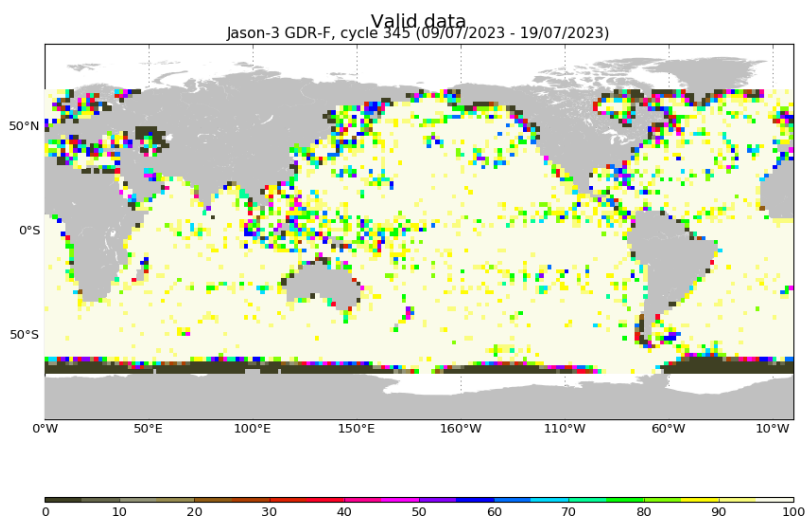 Valid data
Jason-3 GDR-F, cycle 345 (09/07/2023 - 19/07/2023)
50°N
0°S
50°S
0°W 50°E 100°E 150°E 160°W 110°W 60°W 10°W
0 10 20 30 40 50 60 70 80 90 100